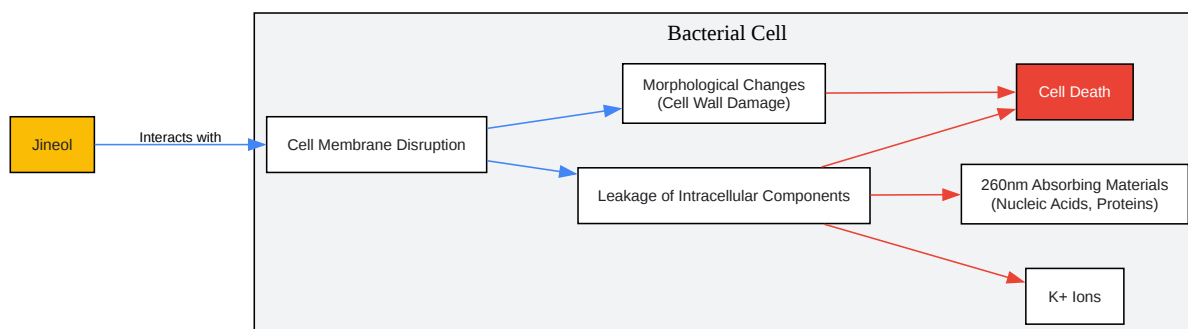 Bacterial Cell
Jineol
Interacts with
Cell Membrane Disruption
Morphological Changes
(Cell Wall Damage)
Leakage of Intracellular Components
Cell Death
260nm Absorbing Materials
(Nucleic Acids, Proteins)
K+ Ions